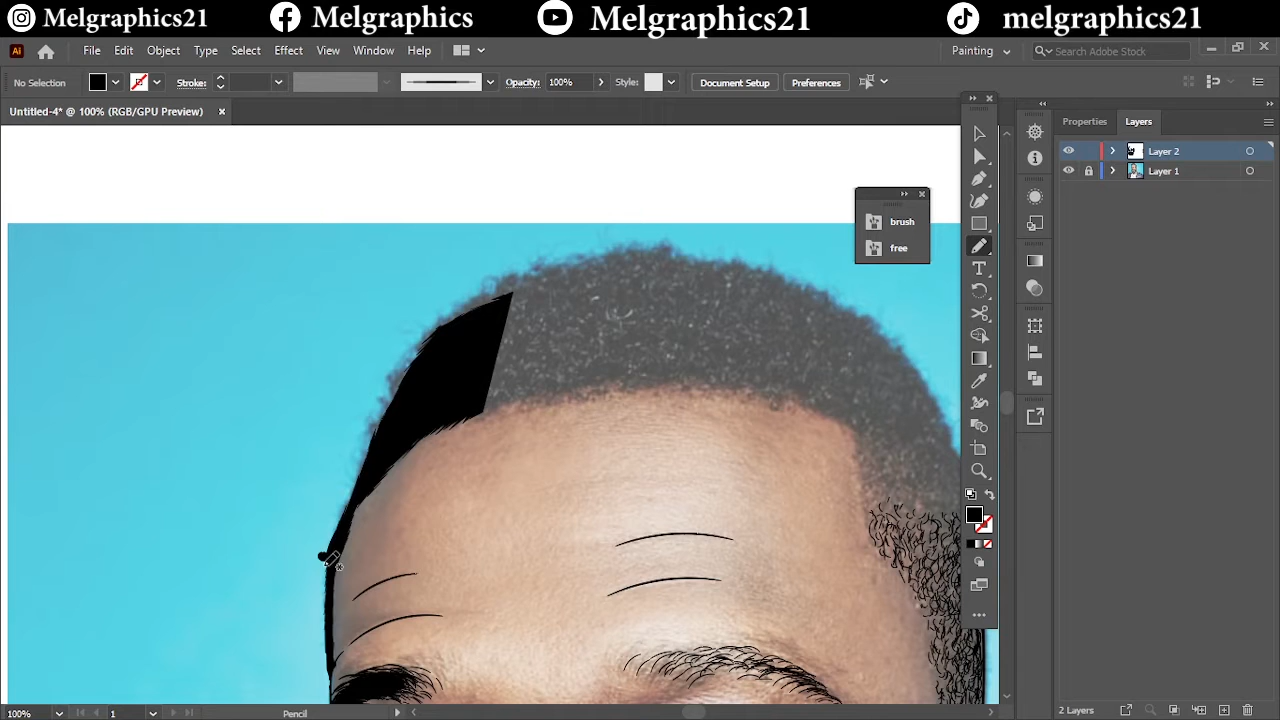 Melgraphics21
Melgraphics
Melgraphics21
melgraphics21
Ai
File
Edit
Object
Type
Select
Effect
View
Window
Help
Painting
Search Adobe Stock
No Selection
Stroke:
Opacity:
100%
Style:
Document Setup
Preferences
Untitled-4* @ 100% (RGB/GPU Preview)
Properties
Layers
Layer 2
Layer 1
brush
free
100%
1
Pencil
2 Layers